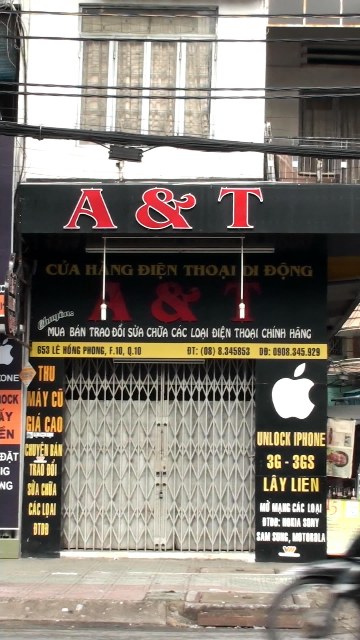 A & T
CỬA HÀNG ĐIỆN THOẠI DI ĐỘNG
A & T
Chuyên:
MUA BÁN TRAO ĐỔI SỬA CHỮA CÁC LOẠI ĐIỆN THOẠI CHÍNH HÃNG
653 LÊ HỒNG PHONG, F.10, Q.10 ĐT: (08) 8.345853 DĐ: 0908.345.929
THU
MÁY CŨ
GIÁ CAO
CHUYÊN BÁN
TRAO ĐỔI
SỬA CHỮA
CÁC LOẠI
ĐTDĐ
UNLOCK IPHONE
3G - 3GS
LẤY LIỀN
MỞ MẠNG CÁC LOẠI
ĐTDĐ: NOKIA SONY
SAM SUNG, MOTOROLA